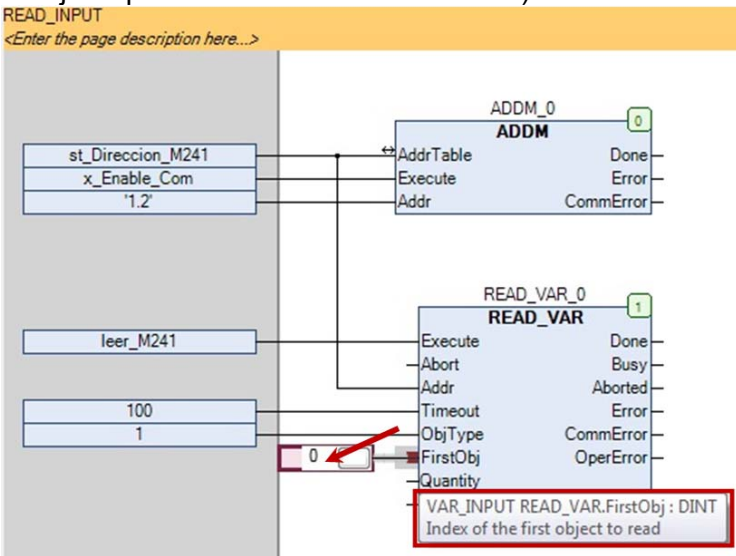 READ_INPUT
<Enter the page description here...>
ADDM_0
0
ADDM
st_Direccion_M241
AddrTable
Done
x_Enable_Com
Execute
Error
'1.2'
Addr
CommError
READ_VAR_0
1
READ_VAR
leer_M241
Execute
Done
Abort
Busy
Addr
Aborted
100
Timeout
Error
1
ObjType
CommError
0
FirstObj
OperError
Quantity
VAR_INPUT READ_VAR.FirstObj : DINT
Index of the first object to read